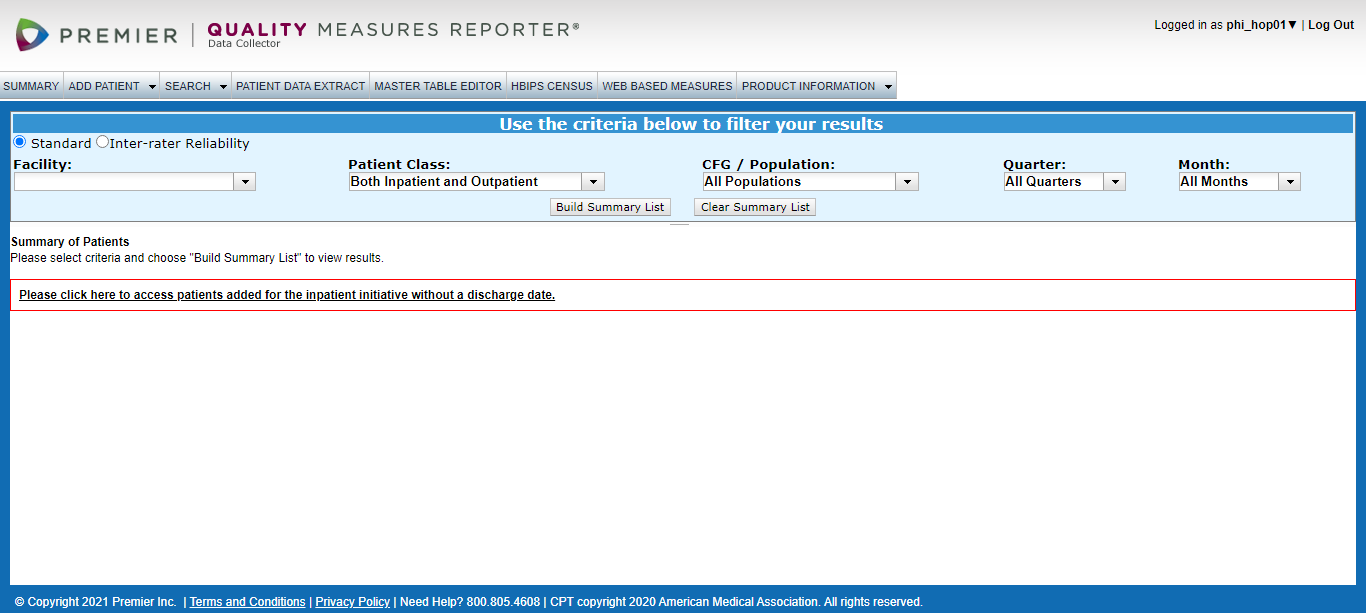 PREMIER | QUALITY MEASURES REPORTER®
Data Collector
Logged in as phi_hop01▼ | Log Out
SUMMARY ADD PATIENT SEARCH PATIENT DATA EXTRACT MASTER TABLE EDITOR HBIPS CENSUS WEB BASED MEASURES PRODUCT INFORMATION
Use the criteria below to filter your results
Standard Inter-rater Reliability
Facility: Patient Class: CFG / Population: Quarter: Month:
Both Inpatient and Outpatient All Populations All Quarters All Months
Build Summary List Clear Summary List
Summary of Patients
Please select criteria and choose "Build Summary List" to view results.
Please click here to access patients added for the inpatient initiative without a discharge date.
© Copyright 2021 Premier Inc. | Terms and Conditions | Privacy Policy | Need Help? 800.805.4608 | CPT copyright 2020 American Medical Association. All rights reserved.